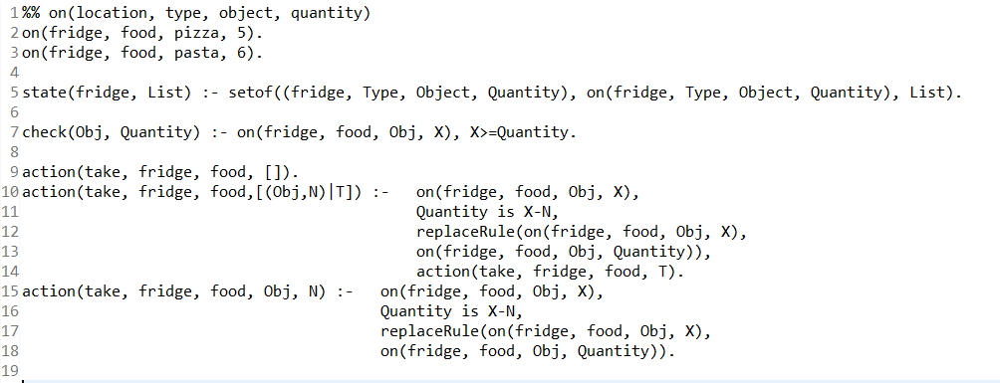 1 %% on(location, type, object, quantity)
2 on(fridge, food, pizza, 5).
3 on(fridge, food, pasta, 6).
4
5 state(fridge, List) :- setof((fridge, Type, Object, Quantity), on(fridge, Type, Object, Quantity), List).
6
7 check(Obj, Quantity) :- on(fridge, food, Obj, X), X>=Quantity.
8
9 action(take, fridge, food, []).
10 action(take, fridge, food,[(Obj,N)|T]) :-   on(fridge, food, Obj, X),
11                                             Quantity is X-N,
12                                             replaceRule(on(fridge, food, Obj, X),
13                                             on(fridge, food, Obj, Quantity)),
14                                             action(take, fridge, food, T).
15 action(take, fridge, food, Obj, N) :-   on(fridge, food, Obj, X),
16                                         Quantity is X-N,
17                                         replaceRule(on(fridge, food, Obj, X),
18                                         on(fridge, food, Obj, Quantity)).
19